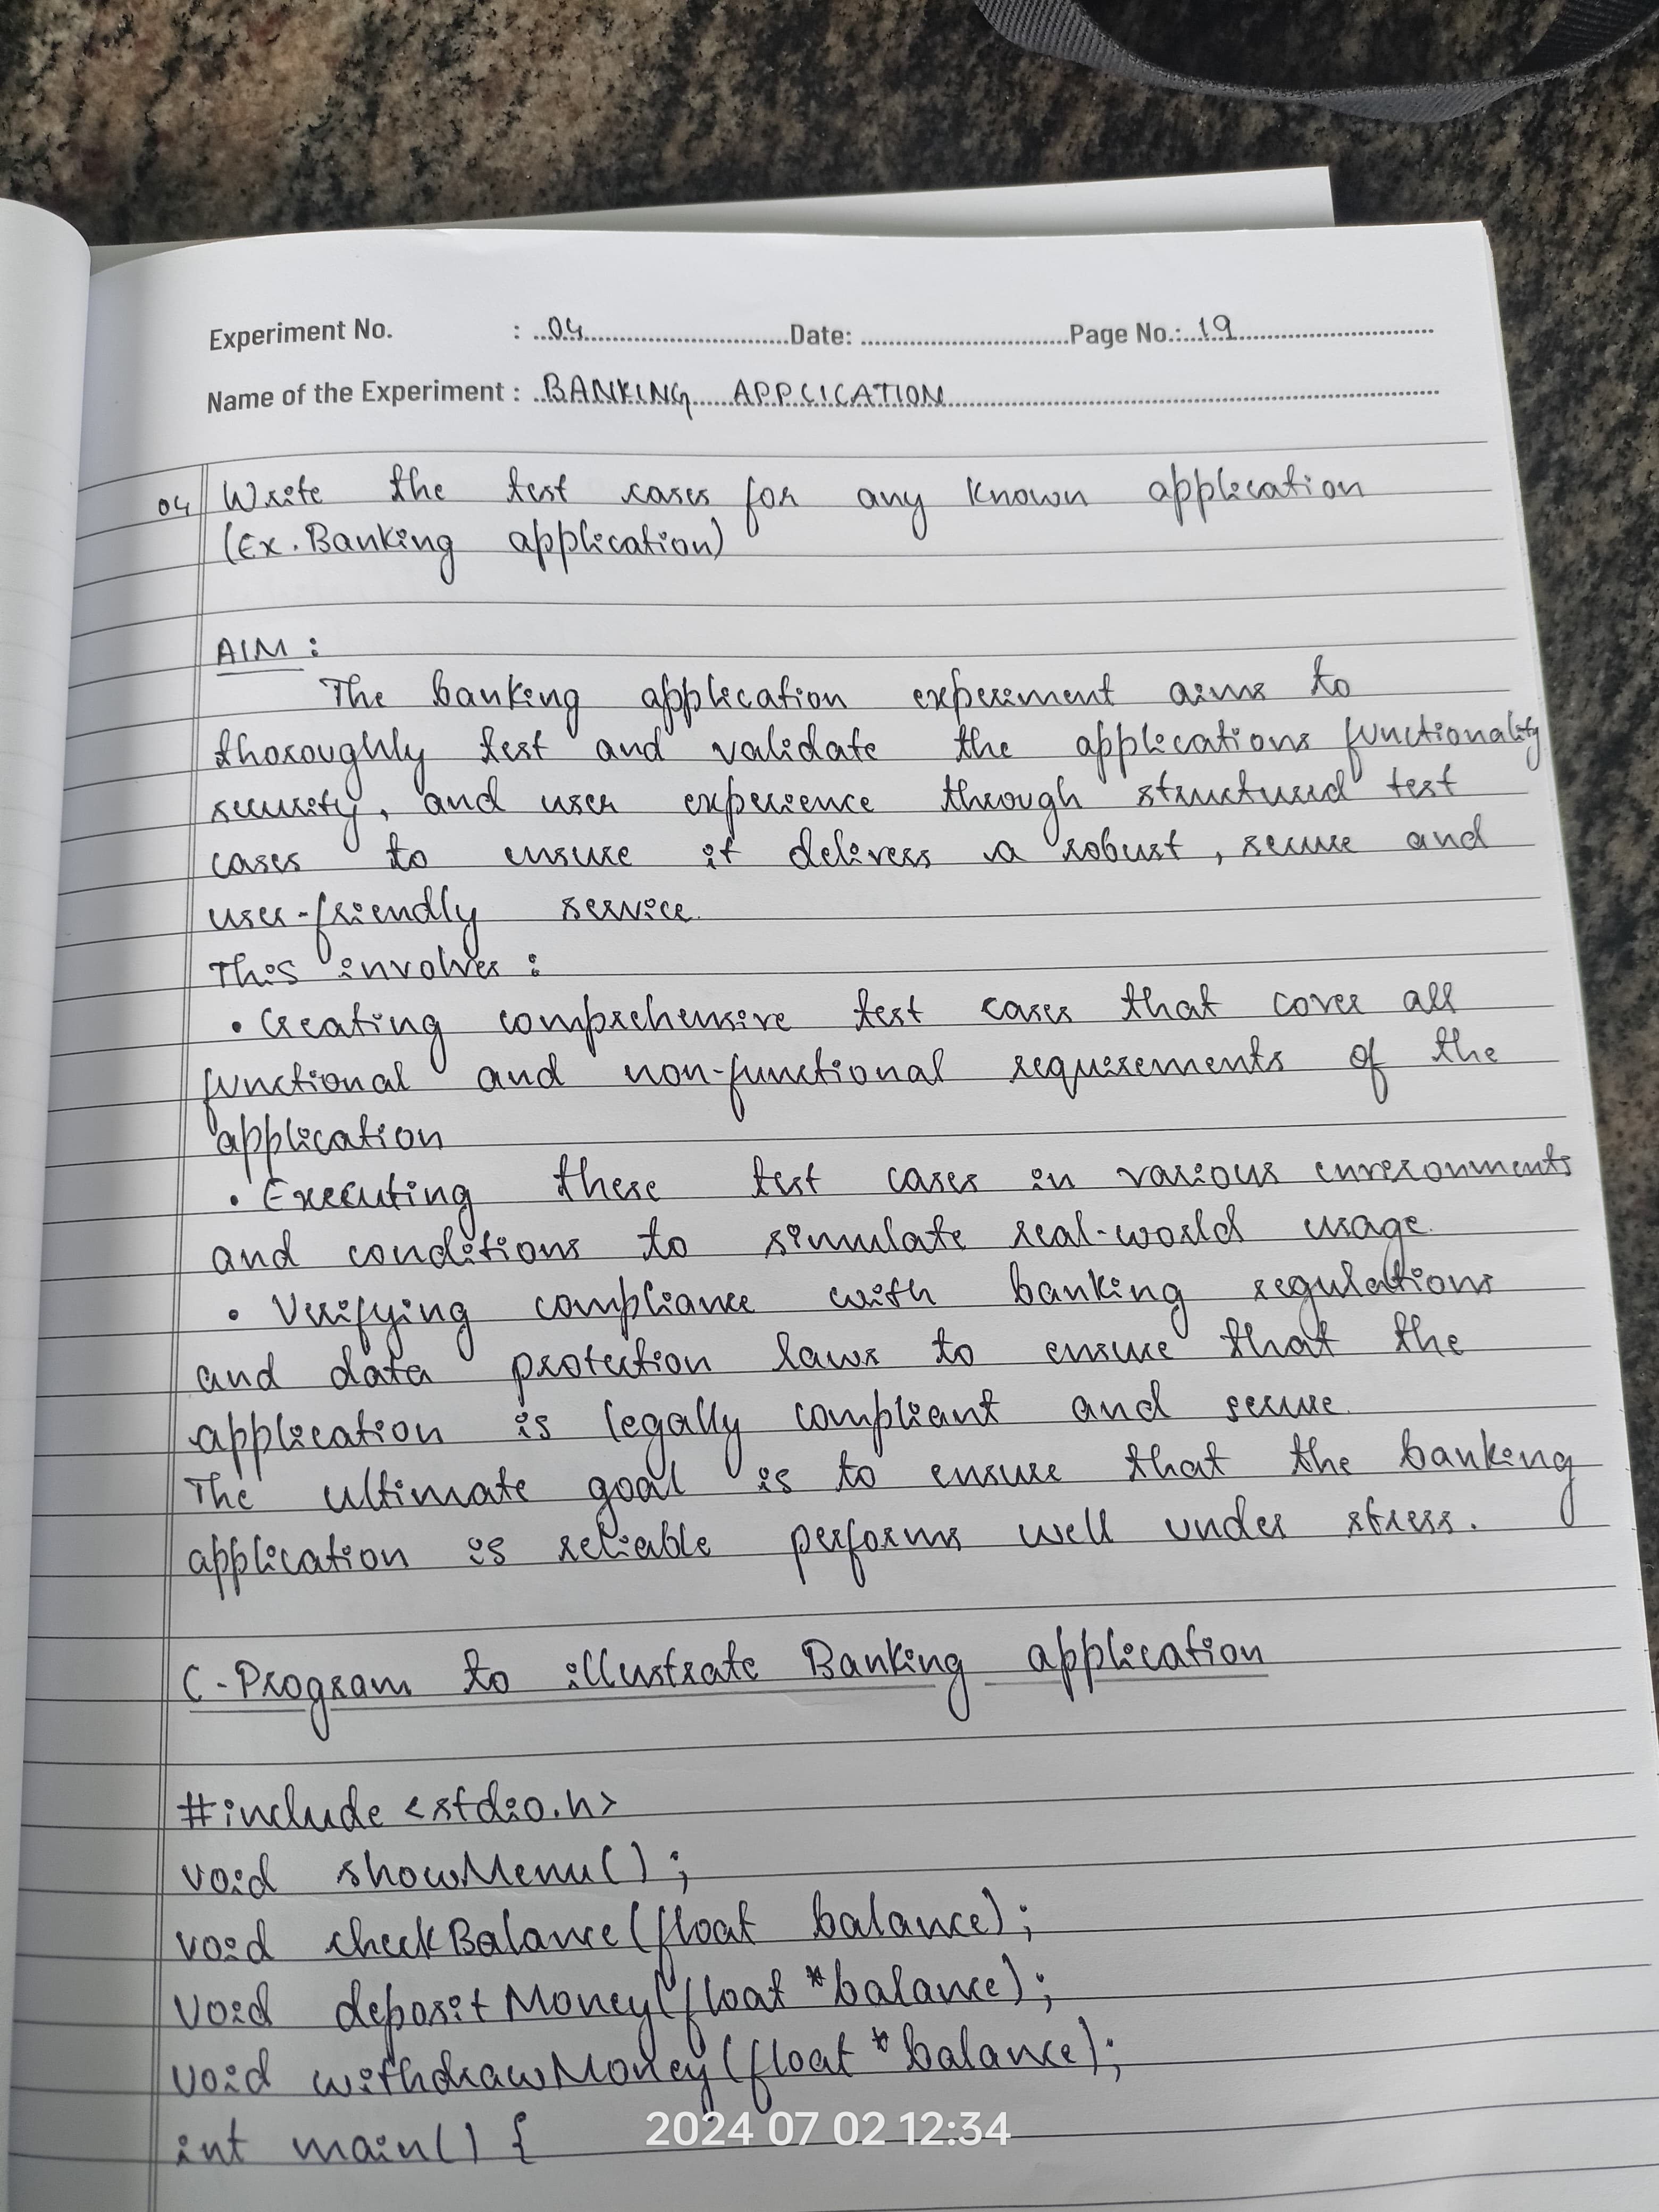 Experiment No. : 04 Date: Page No.: 19
Name of the Experiment : BANKING APPLICATION
04 Write the test cases for any known application
(Ex. Banking application)
AIM :
The banking application experiment aims to
thoroughly test and validate the applications functionality
security, and user experience through structured test
cases to ensure it delivers a robust, secure and
user-friendly service.
This involves :
• Creating comprehensive test cases that cover all
functional and non-functional requirements of the
application
• Executing these test cases in various environments
and conditions to simulate real-world usage.
• Verifying compliance with banking regulations
and data protection laws to ensure that the
application is legally compliant and secure.
The ultimate goal is to ensure that the banking
application is reliable performs well under stress.
C-Program to illustrate Banking application
#include <stdio.h>
void showMenu() ;
void checkBalance(float balance);
void depositMoney(float *balance);
void withdrawMoney(float *balance);
int main() {
2024 07 02 12:34